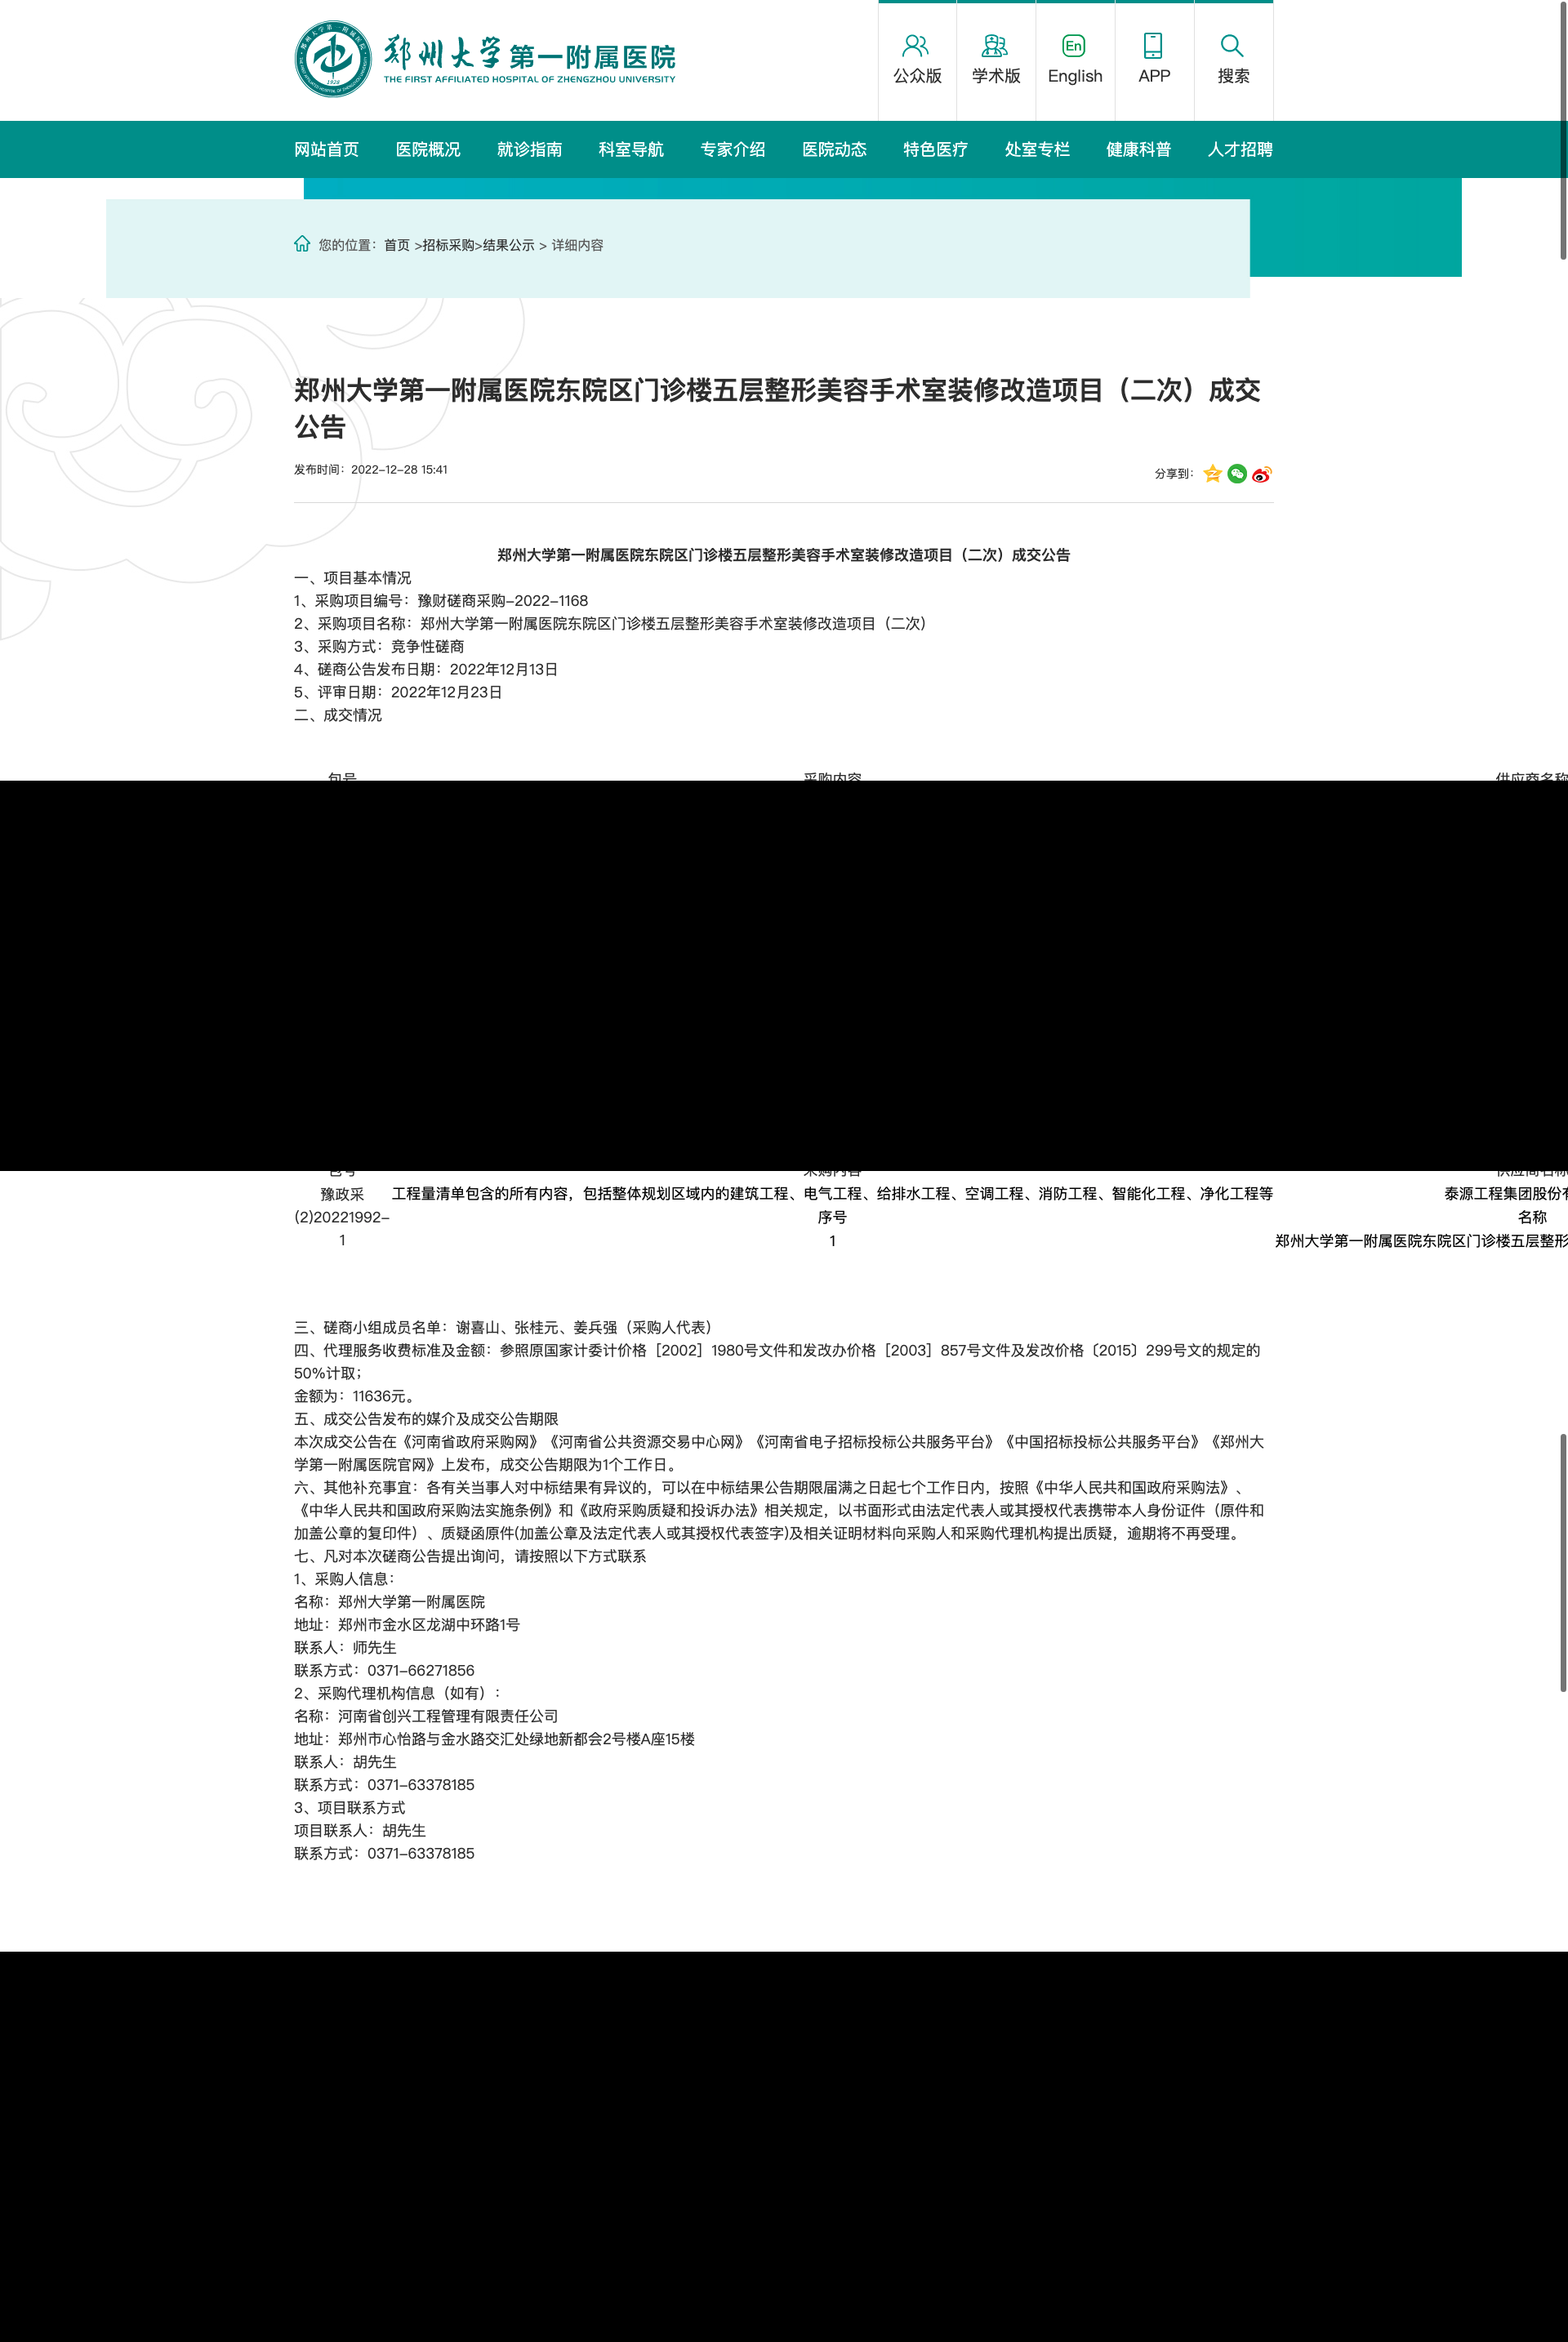 郑州大学第一附属医院
THE FIRST AFFILIATED HOSPITAL OF ZHENGZHOU UNIVERSITY
公众版
学术版
En
English
APP
搜索
网站首页 医院概况 就诊指南 科室导航 专家介绍 医院动态 特色医疗 处室专栏 健康科普 人才招聘
您的位置：首页 >招标采购>结果公示 > 详细内容
郑州大学第一附属医院东院区门诊楼五层整形美容手术室装修改造项目（二次）成交
公告
发布时间：2022-12-28 15:41
分享到：
郑州大学第一附属医院东院区门诊楼五层整形美容手术室装修改造项目（二次）成交公告
一、项目基本情况
1、采购项目编号：豫财磋商采购-2022-1168
2、采购项目名称：郑州大学第一附属医院东院区门诊楼五层整形美容手术室装修改造项目（二次）
3、采购方式：竞争性磋商
4、磋商公告发布日期：2022年12月13日
5、评审日期：2022年12月23日
二、成交情况
包号 采购内容 供应商名称
豫政采
(2)20221992-
1
工程量清单包含的所有内容，包括整体规划区域内的建筑工程、电气工程、给排水工程、空调工程、消防工程、智能化工程、净化工程等
泰源工程集团股份有
序号 名称
1 郑州大学第一附属医院东院区门诊楼五层整形
三、磋商小组成员名单：谢喜山、张桂元、姜兵强（采购人代表）
四、代理服务收费标准及金额：参照原国家计委计价格［2002］1980号文件和发改办价格［2003］857号文件及发改价格〔2015〕299号文的规定的
50%计取；
金额为：11636元。
五、成交公告发布的媒介及成交公告期限
本次成交公告在《河南省政府采购网》《河南省公共资源交易中心网》《河南省电子招标投标公共服务平台》《中国招标投标公共服务平台》《郑州大
学第一附属医院官网》上发布，成交公告期限为1个工作日。
六、其他补充事宜：各有关当事人对中标结果有异议的，可以在中标结果公告期限届满之日起七个工作日内，按照《中华人民共和国政府采购法》、
《中华人民共和国政府采购法实施条例》和《政府采购质疑和投诉办法》相关规定，以书面形式由法定代表人或其授权代表携带本人身份证件（原件和
加盖公章的复印件）、质疑函原件(加盖公章及法定代表人或其授权代表签字)及相关证明材料向采购人和采购代理机构提出质疑，逾期将不再受理。
七、凡对本次磋商公告提出询问，请按照以下方式联系
1、采购人信息：
名称：郑州大学第一附属医院
地址：郑州市金水区龙湖中环路1号
联系人：师先生
联系方式：0371-66271856
2、采购代理机构信息（如有）：
名称：河南省创兴工程管理有限责任公司
地址：郑州市心怡路与金水路交汇处绿地新都会2号楼A座15楼
联系人：胡先生
联系方式：0371-63378185
3、项目联系方式
项目联系人：胡先生
联系方式：0371-63378185